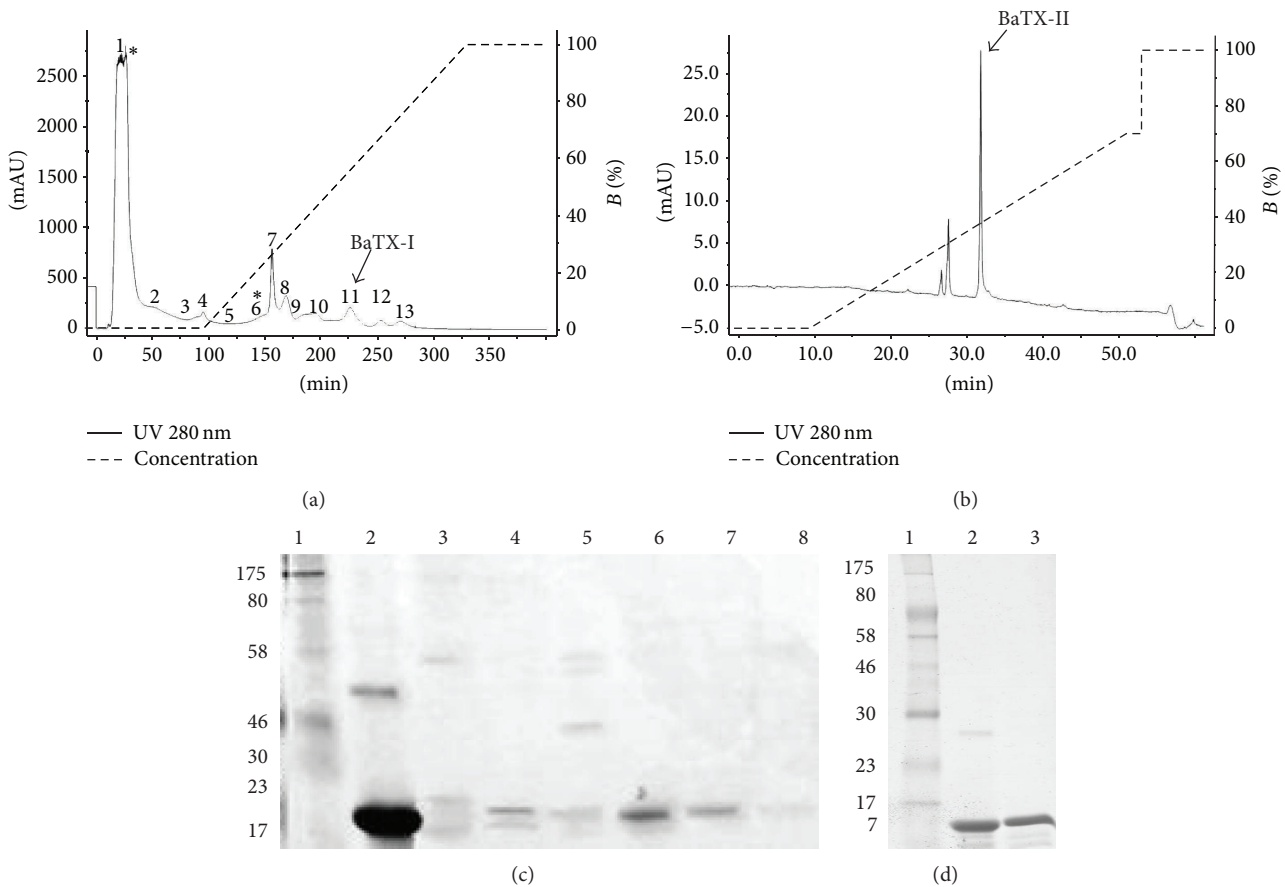 BaTX-II
1 *
2500
2000
1500
1000
500
0
(mAU)
2
3
4
5
*
6
7
8
9
10
BaTX-I
11
12
13
100
80
60
40
20
0
B (%)
0 50 100 150 200 250 300 350
(min)
25.0
20.0
15.0
10.0
5.0
0.0
−5.0
(mAU)
100
80
60
40
20
0
B (%)
0.0 10.0 20.0 30.0 40.0 50.0
(min)
UV 280 nm
Concentration
(a)
UV 280 nm
Concentration
(b)
1 2 3 4 5 6 7 8
175
80
58
46
30
23
17
(c)
1 2 3
175
80
58
46
30
23
17
7
(d)